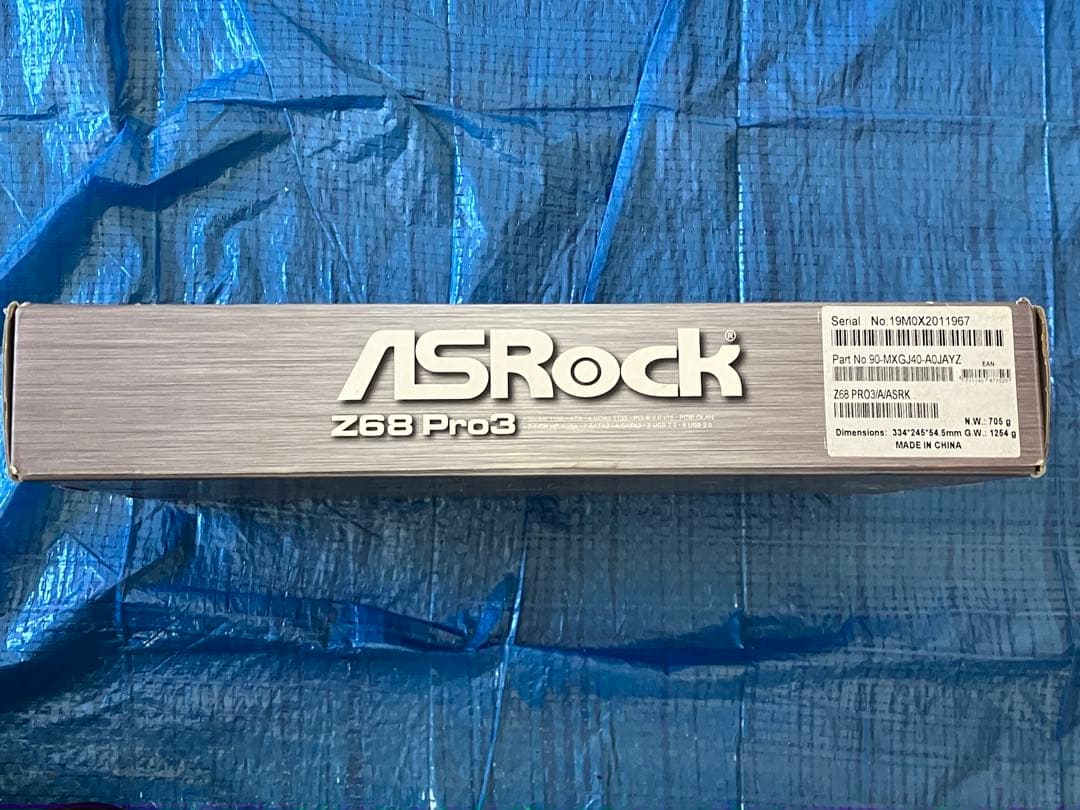 ASRock®
Z68 Pro3
Serial No.19M0X2011967
Part No 90-MXGJ40-A0JAYZ
EAN
Z68 PRO3/A/ASRK
N.W.: 705 g
Dimensions: 334*245*54.5mm G.W.: 1254 g
MADE IN CHINA